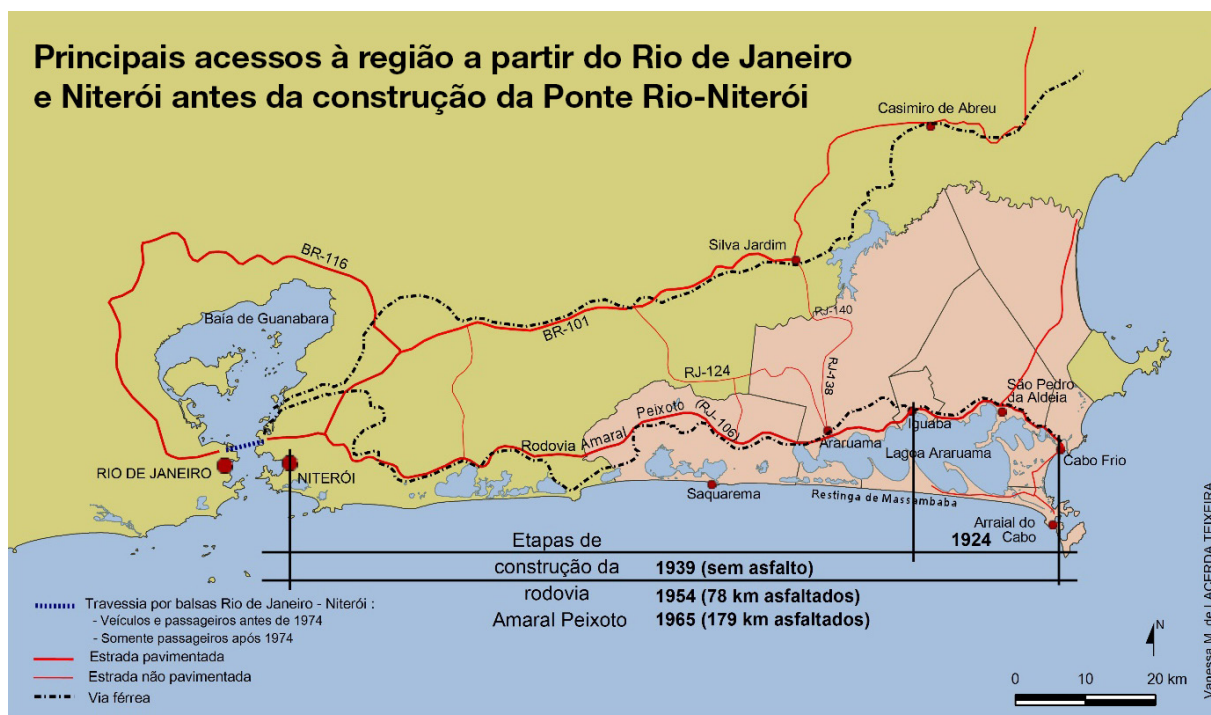 Principais acessos à região a partir do Rio de Janeiro
e Niterói antes da construção da Ponte Rio-Niterói
Casimiro de Abreu
BR-116
Silva Jardim
Baía de Guanabara
RJ-140
BR-101
RJ-124
RJ-138
São Pedro
da Aldeia
Peixoto
(RJ-106)
Iguaba
Rodovia Amaral
Araruama
Lagoa Araruama
Cabo Frio
RIO DE JANEIRO
NITERÓI
Saquarema
Restinga de Massambaba
Arraial do
Cabo
1924
Etapas de
construção da
rodovia
Amaral Peixoto
1939 (sem asfalto)
1954 (78 km asfaltados)
1965 (179 km asfaltados)
Travessia por balsas Rio de Janeiro - Niterói :
- Veículos e passageiros antes de 1974
- Somente passageiros após 1974
Estrada pavimentada
Estrada não pavimentada
Via férrea
N
0 10 20 km
Vanessa M. de LACERDA TEIXEIRA